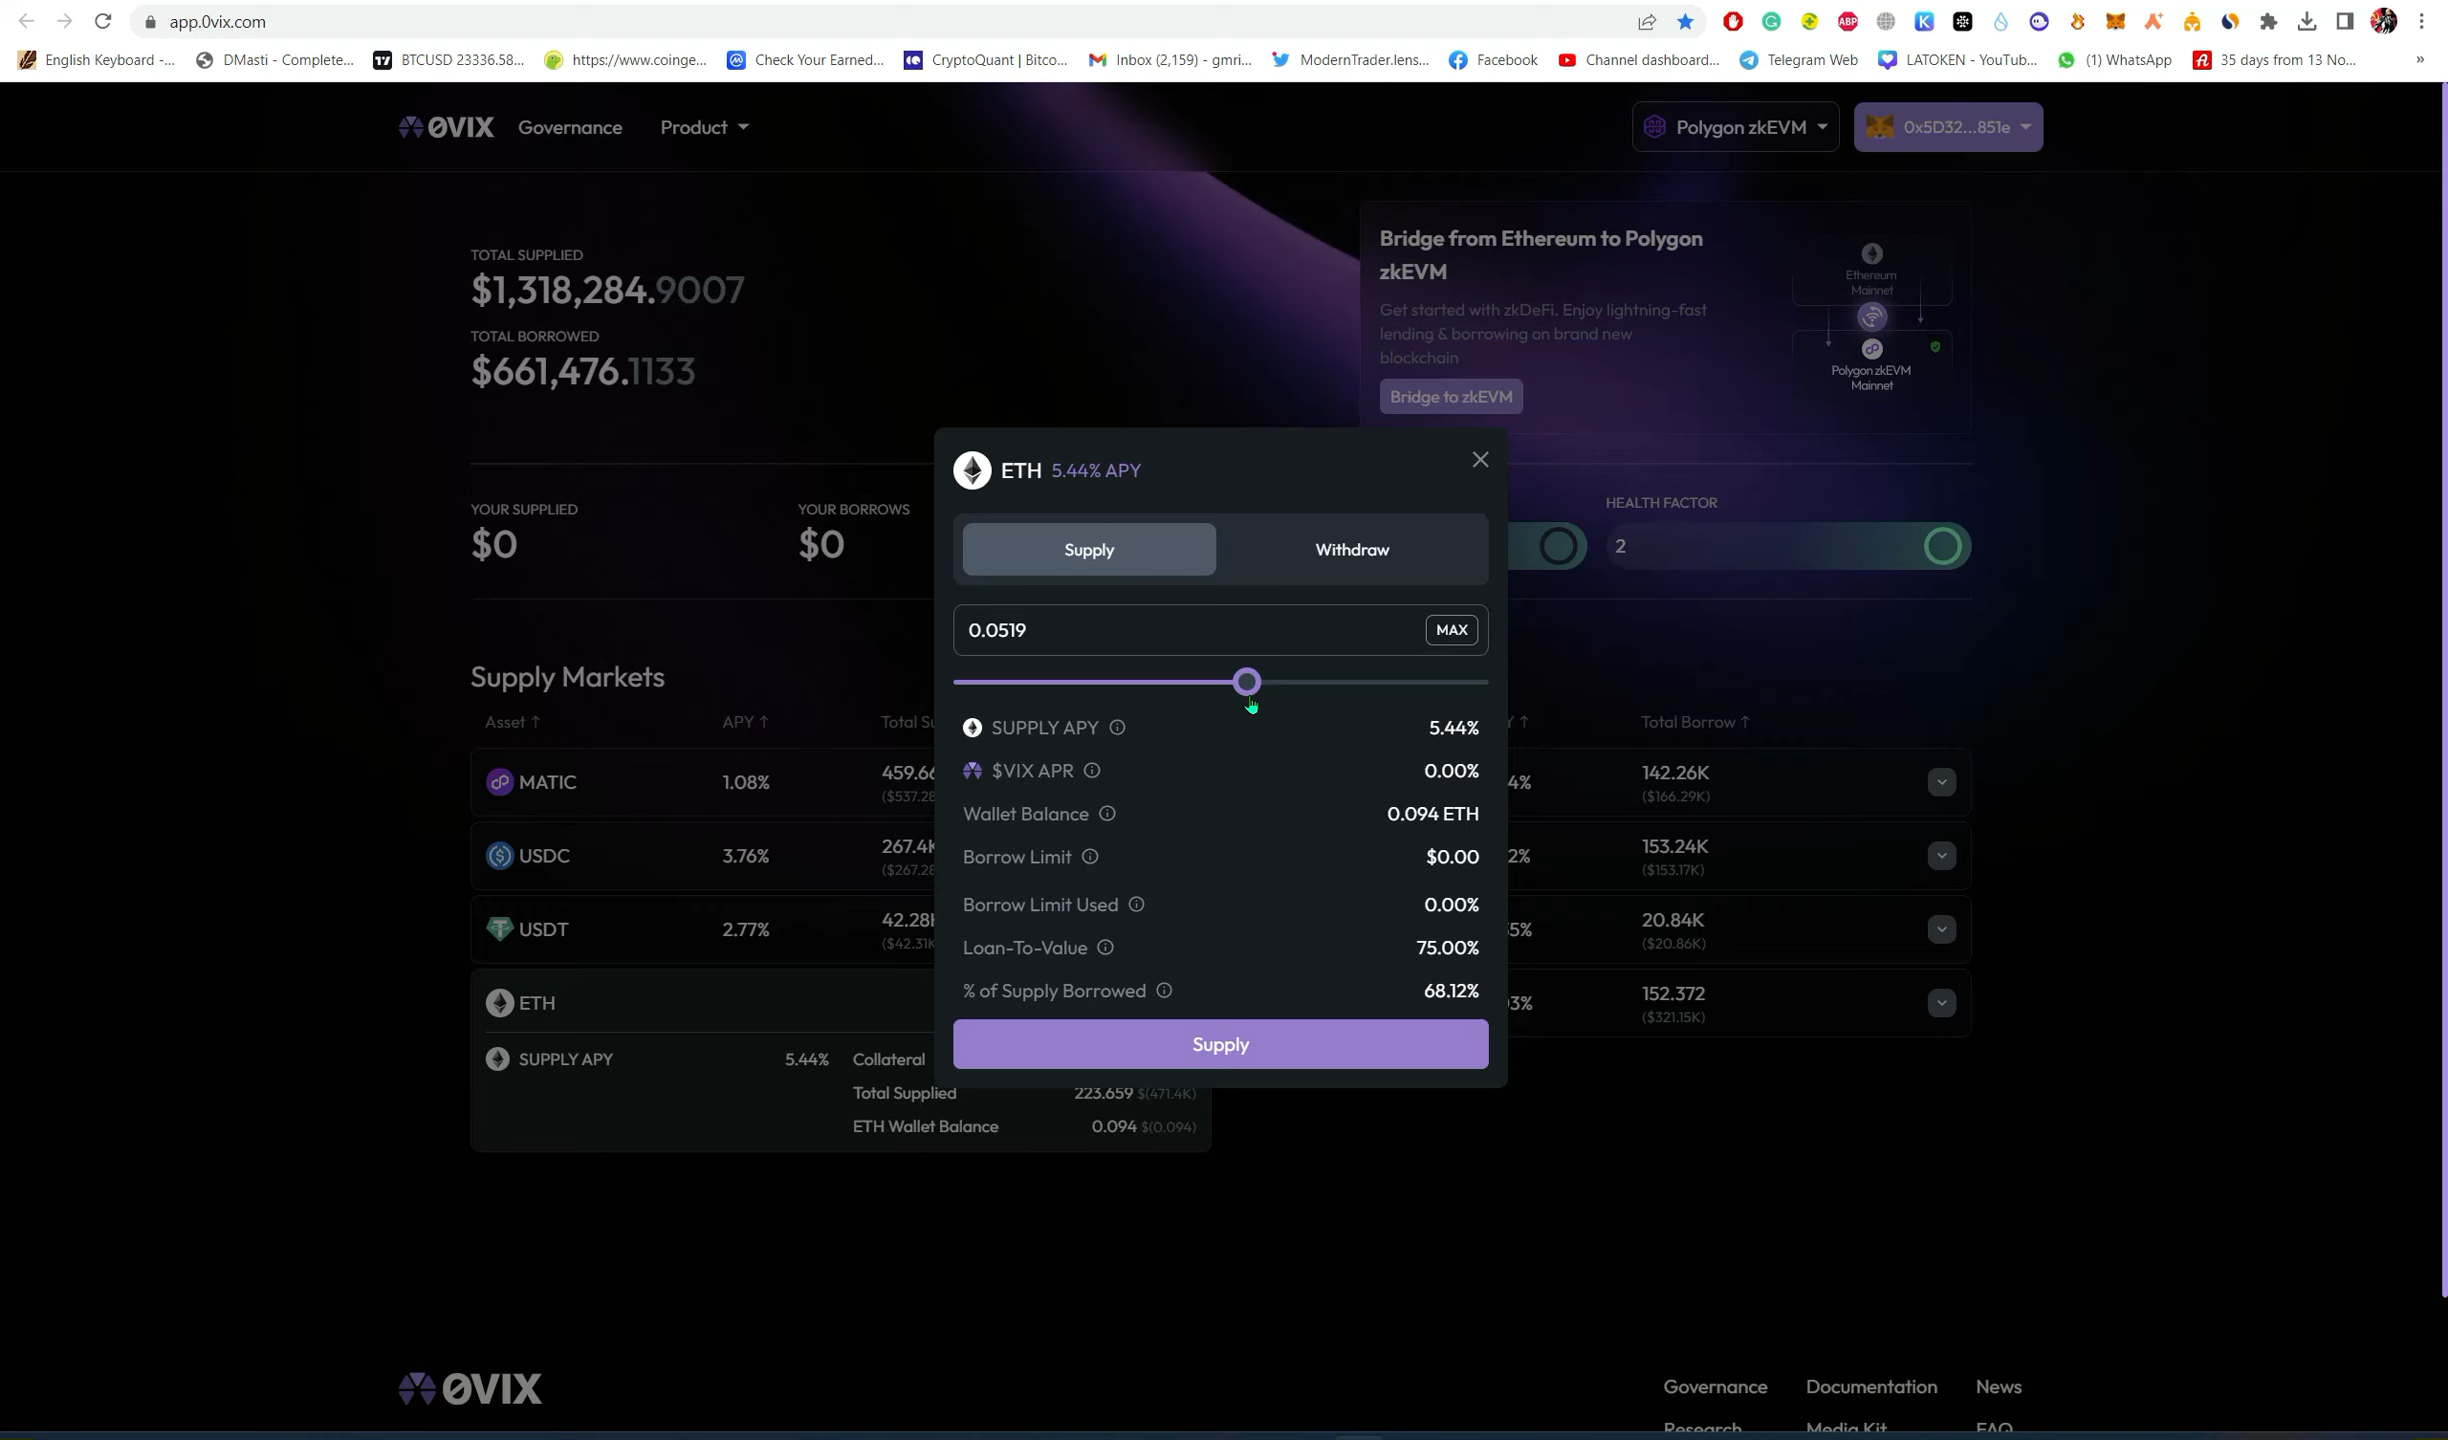 app.0vix.com
English Keyboard -...
DMasti - Complete...
BTCUSD 23336.58...
https://www.coinge...
Check Your Earned...
CryptoQuant | Bitco...
Inbox (2,159) - gmri...
ModernTrader.lens...
Facebook
Channel dashboard...
Telegram Web
LATOKEN - YouTub...
(1) WhatsApp
35 days from 13 No...
»
0VIX
Governance
Product
Polygon zkEVM
0x5D32...851e
TOTAL SUPPLIED
$1,318,284.9007
TOTAL BORROWED
$661,476.1133
Bridge from Ethereum to Polygon
zkEVM
Get started with zkDeFi. Enjoy lightning-fast
lending & borrowing on brand new
blockchain
Bridge to zkEVM
Ethereum
Mainnet
Polygon zkEVM
Mainnet
YOUR SUPPLIED
$0
YOUR BORROWS
$0
HEALTH FACTOR
2
ETH 5.44% APY
Supply
Withdraw
0.0519
MAX
SUPPLY APY 5.44%
$VIX APR 0.00%
Wallet Balance 0.094 ETH
Borrow Limit $0.00
Borrow Limit Used 0.00%
Loan-To-Value 75.00%
% of Supply Borrowed 68.12%
Supply
Supply Markets
Asset ↑ APY ↑ Total Su
MATIC 1.08% 459.66
($537.28
USDC 3.76% 267.4K
($267.28
USDT 2.77% 42.28K
($42.31K
ETH
SUPPLY APY 5.44% Collateral
Total Supplied 223.659 $(471.4K)
ETH Wallet Balance 0.094 $(0.094)
Y ↑ Total Borrow ↑
4% 142.26K
($166.29K)
2% 153.24K
($153.17K)
5% 20.84K
($20.86K)
3% 152.372
($321.15K)
0VIX
Governance
Documentation
News
Research
Media Kit
FAQ